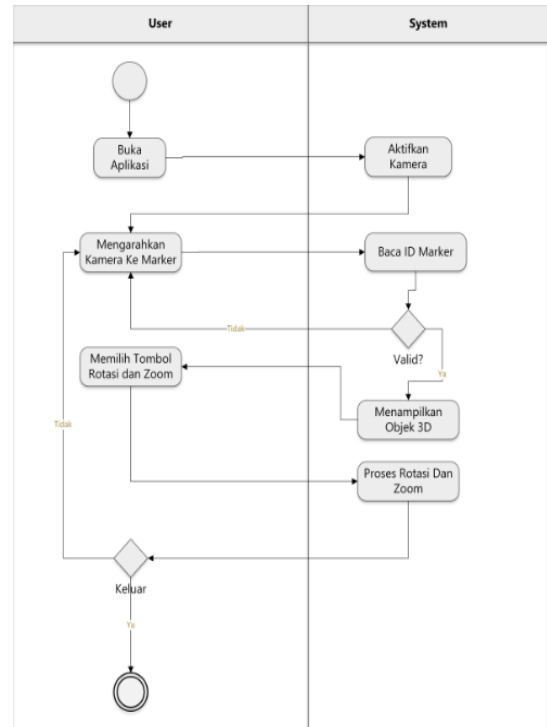 User
System
Buka
Aplikasi
Aktifkan
Kamera
Mengarahkan
Kamera Ke Marker
Baca ID Marker
Tidak
Valid?
Ya
Memilih Tombol
Rotasi dan Zoom
Menampilkan
Objek 3D
Tidak
Proses Rotasi Dan
Zoom
Keluar
Ya